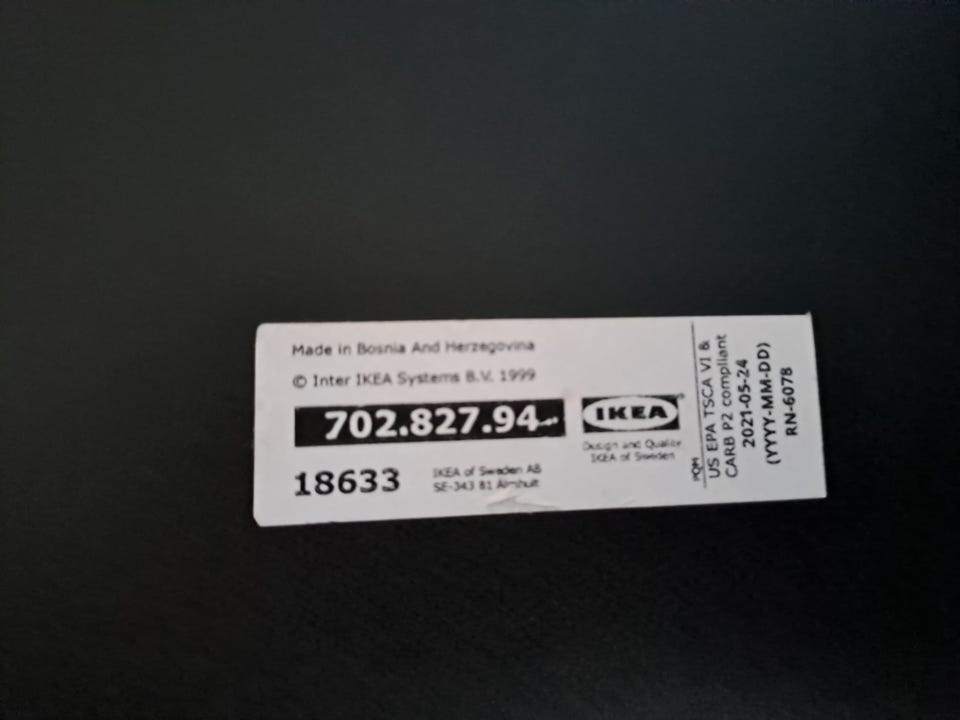 Made in Bosnia And Herzegovina
© Inter IKEA Systems B.V. 1999
702.827.94
IKEA®
Design and Quality
IKEA of Sweden
18633
IKEA of Sweden AB
SE-343 81 Älmhult
PQM
US EPA TSCA VI &
CARB P2 compliant
2021-05-24
(YYYY-MM-DD)
RN-6078